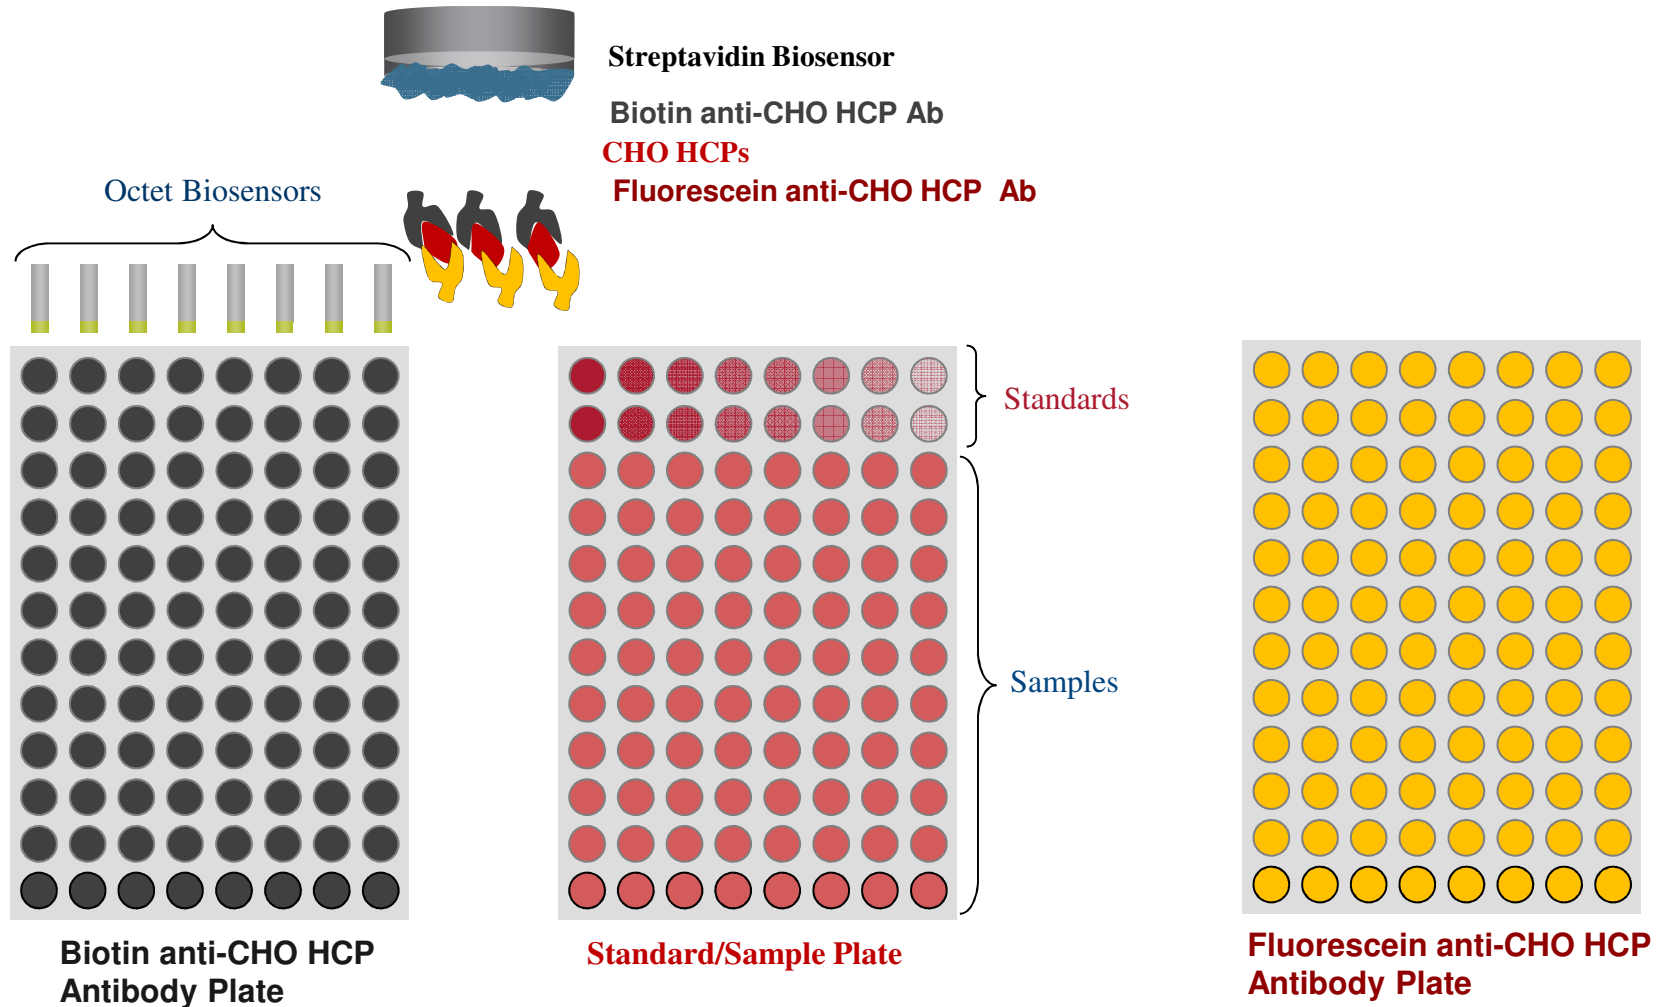 Streptavidin Biosensor
Biotin anti-CHO HCP Ab
CHO HCPs
Fluorescein anti-CHO HCP Ab
Octet Biosensors
Standards
Samples
Biotin anti-CHO HCP
Antibody Plate
Standard/Sample Plate
Fluorescein anti-CHO HCP
Antibody Plate